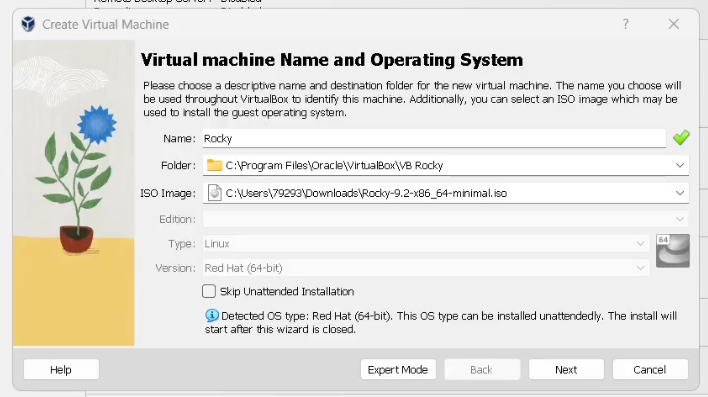 Create Virtual Machine
?
Virtual machine Name and Operating System
Please choose a descriptive name and destination folder for the new virtual machine. The name you choose will
be used throughout VirtualBox to identify this machine. Additionally, you can select an ISO image which may be
used to install the guest operating system.
Name: Rocky
Folder: C:\Program Files\Oracle\VirtualBox\VB Rocky
ISO Image: C:\Users\79293\Downloads\Rocky-9.2-x86_64-minimal.iso
Edition:
Type: Linux
64
Version: Red Hat (64-bit)
Skip Unattended Installation
Detected OS type: Red Hat (64-bit). This OS type can be installed unattendedly. The install will
start after this wizard is closed.
Help Expert Mode Back Next Cancel